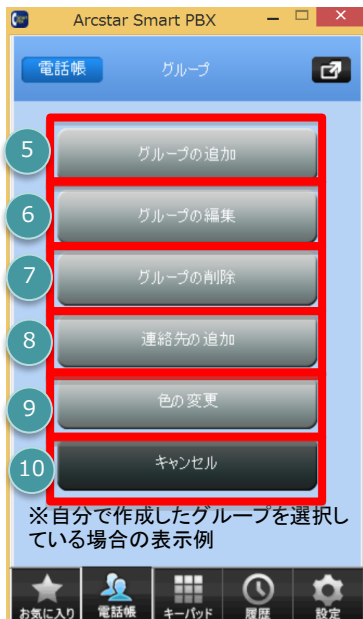 Arcstar Smart PBX
電話帳 グループ
5 グループの追加
6 グループの編集
7 グループの削除
8 連絡先の追加
9 色の変更
10 キャンセル
※自分で作成したグループを選択し
ている場合の表示例
お気に入り 電話帳 キーパッド 履歴 設定